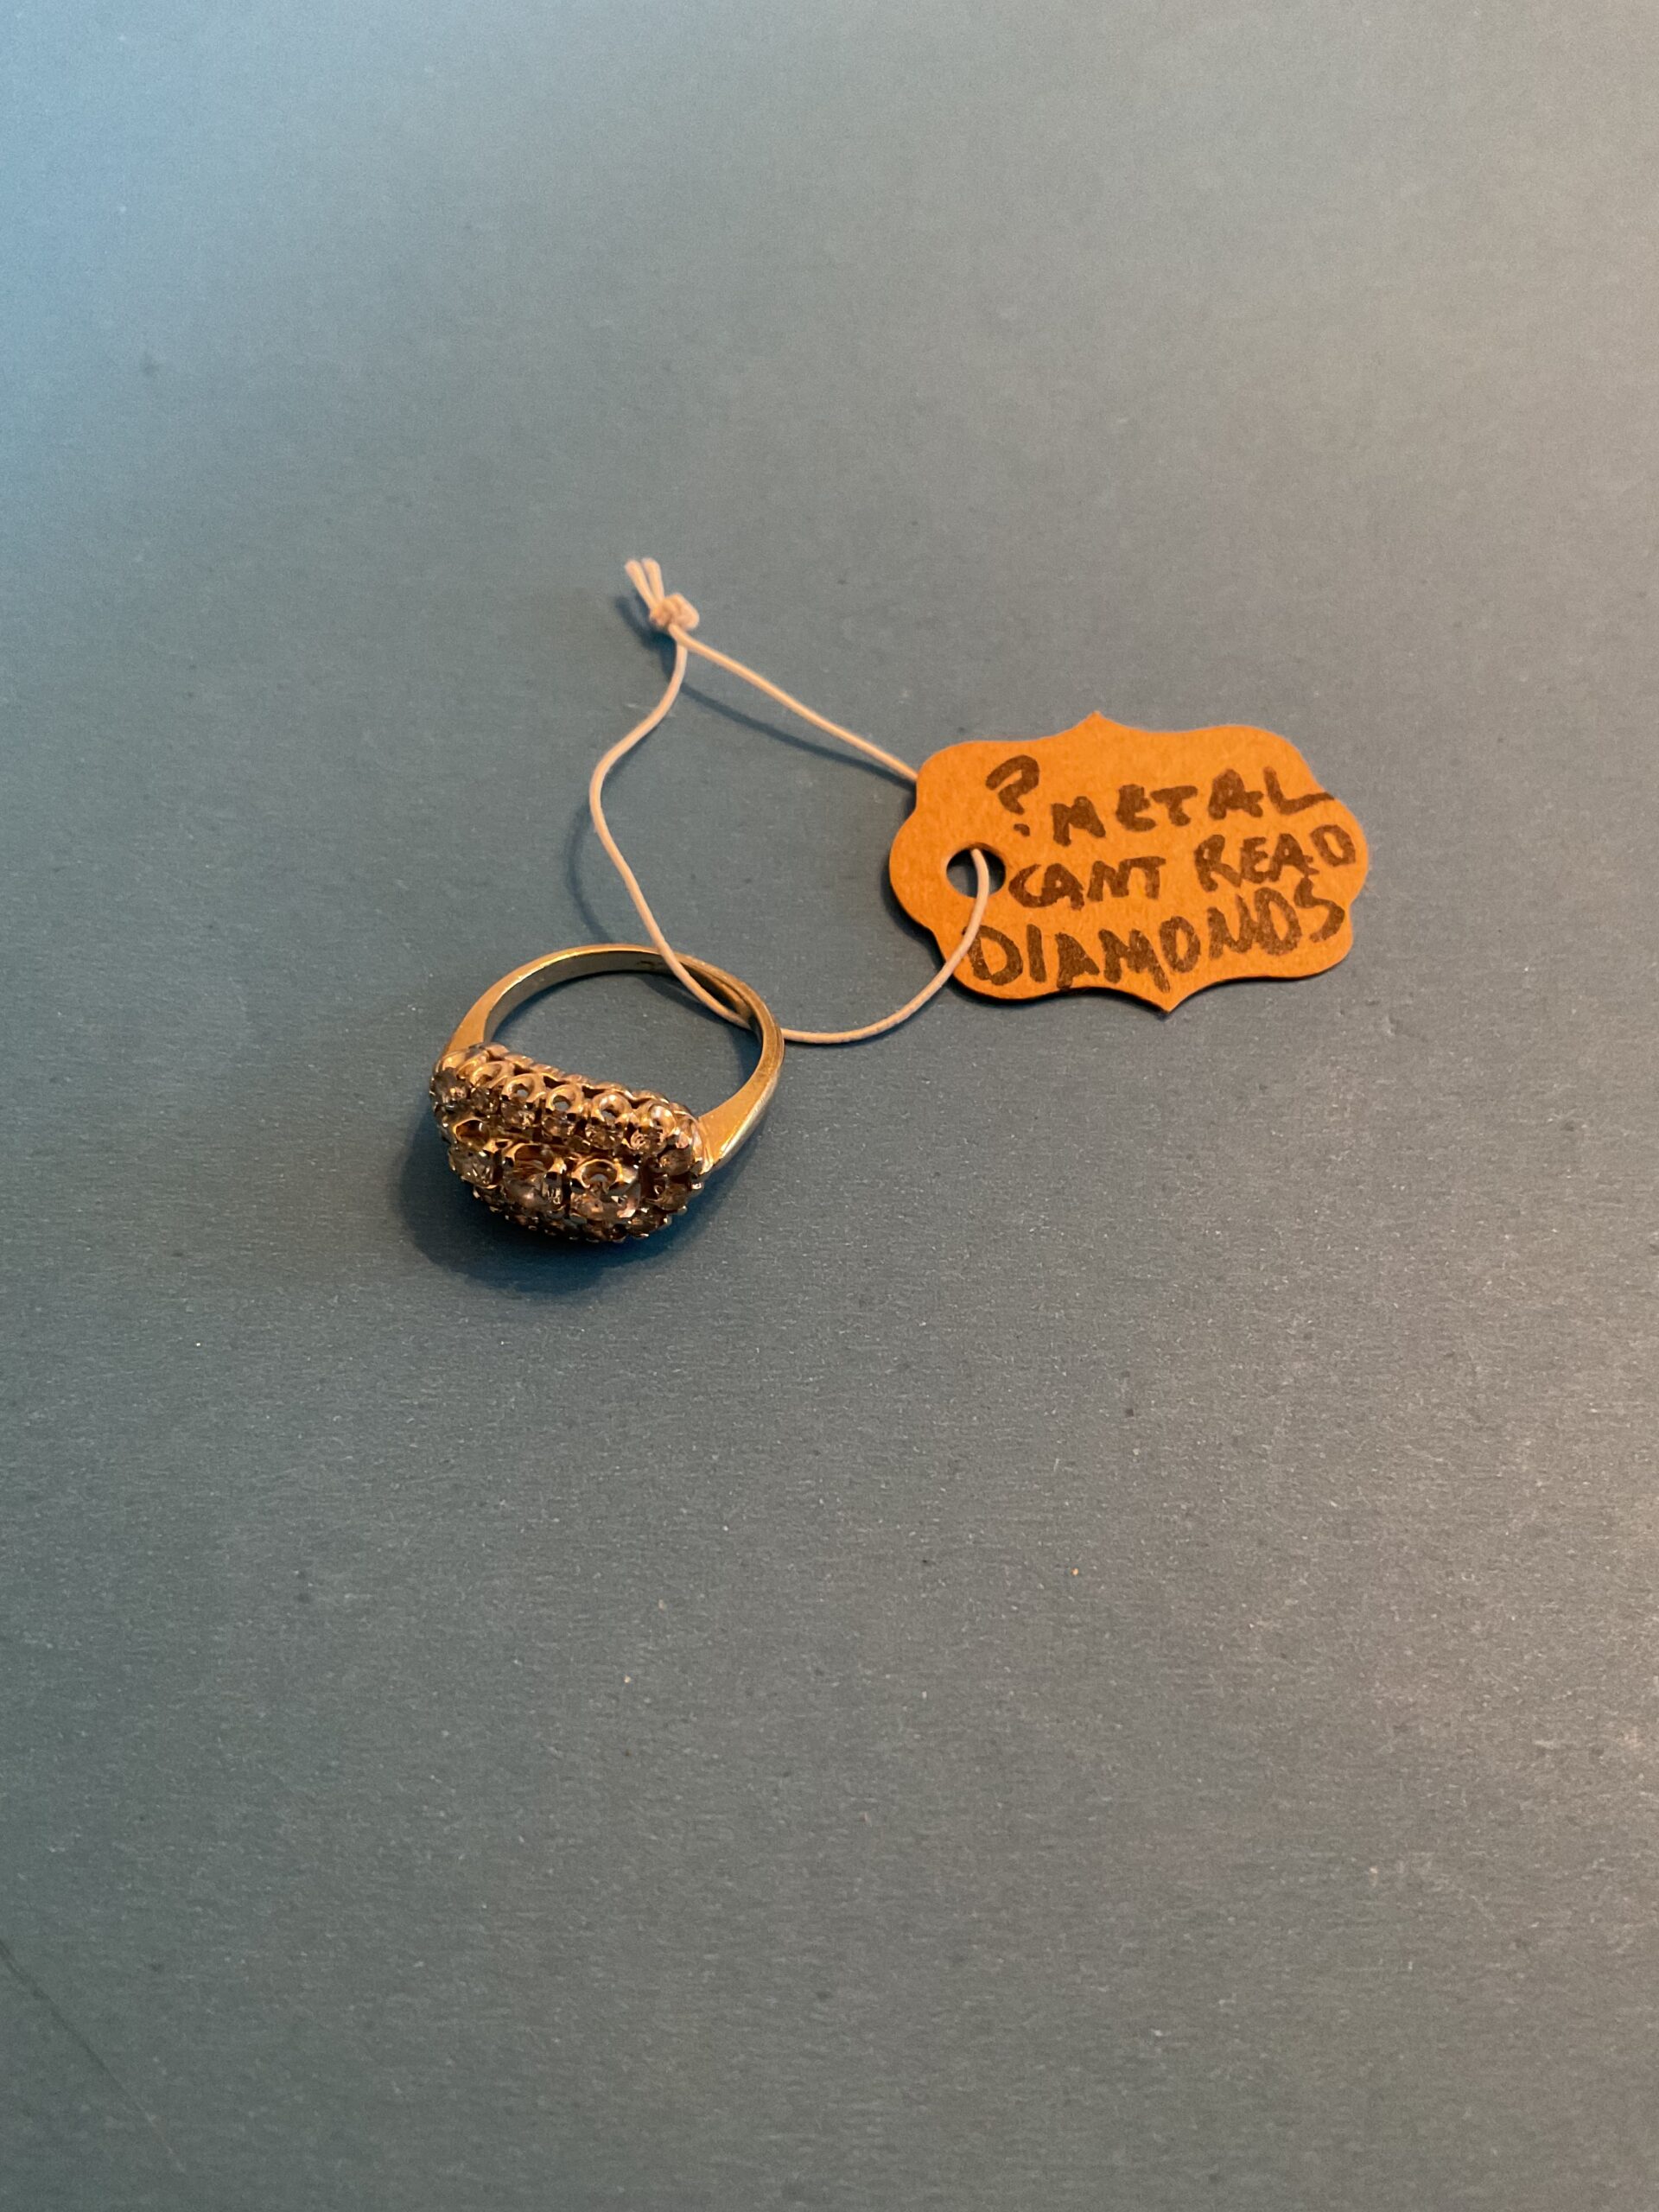 ? METAL
CANT READ
DIAMONDS